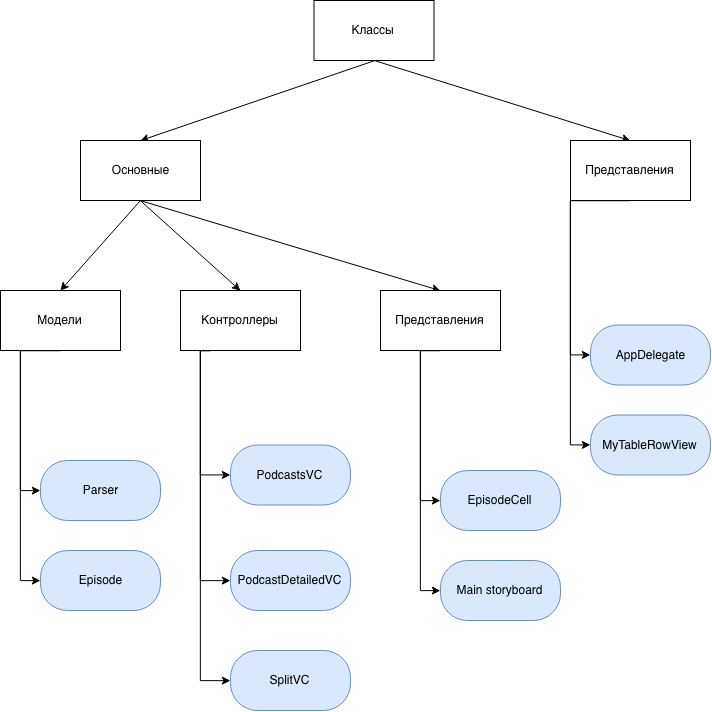 Классы
Основные
Представления
Модели
Контроллеры
Представления
AppDelegate
MyTableRowView
Parser
PodcastsVC
EpisodeCell
Episode
PodcastDetailedVC
Main storyboard
SplitVC